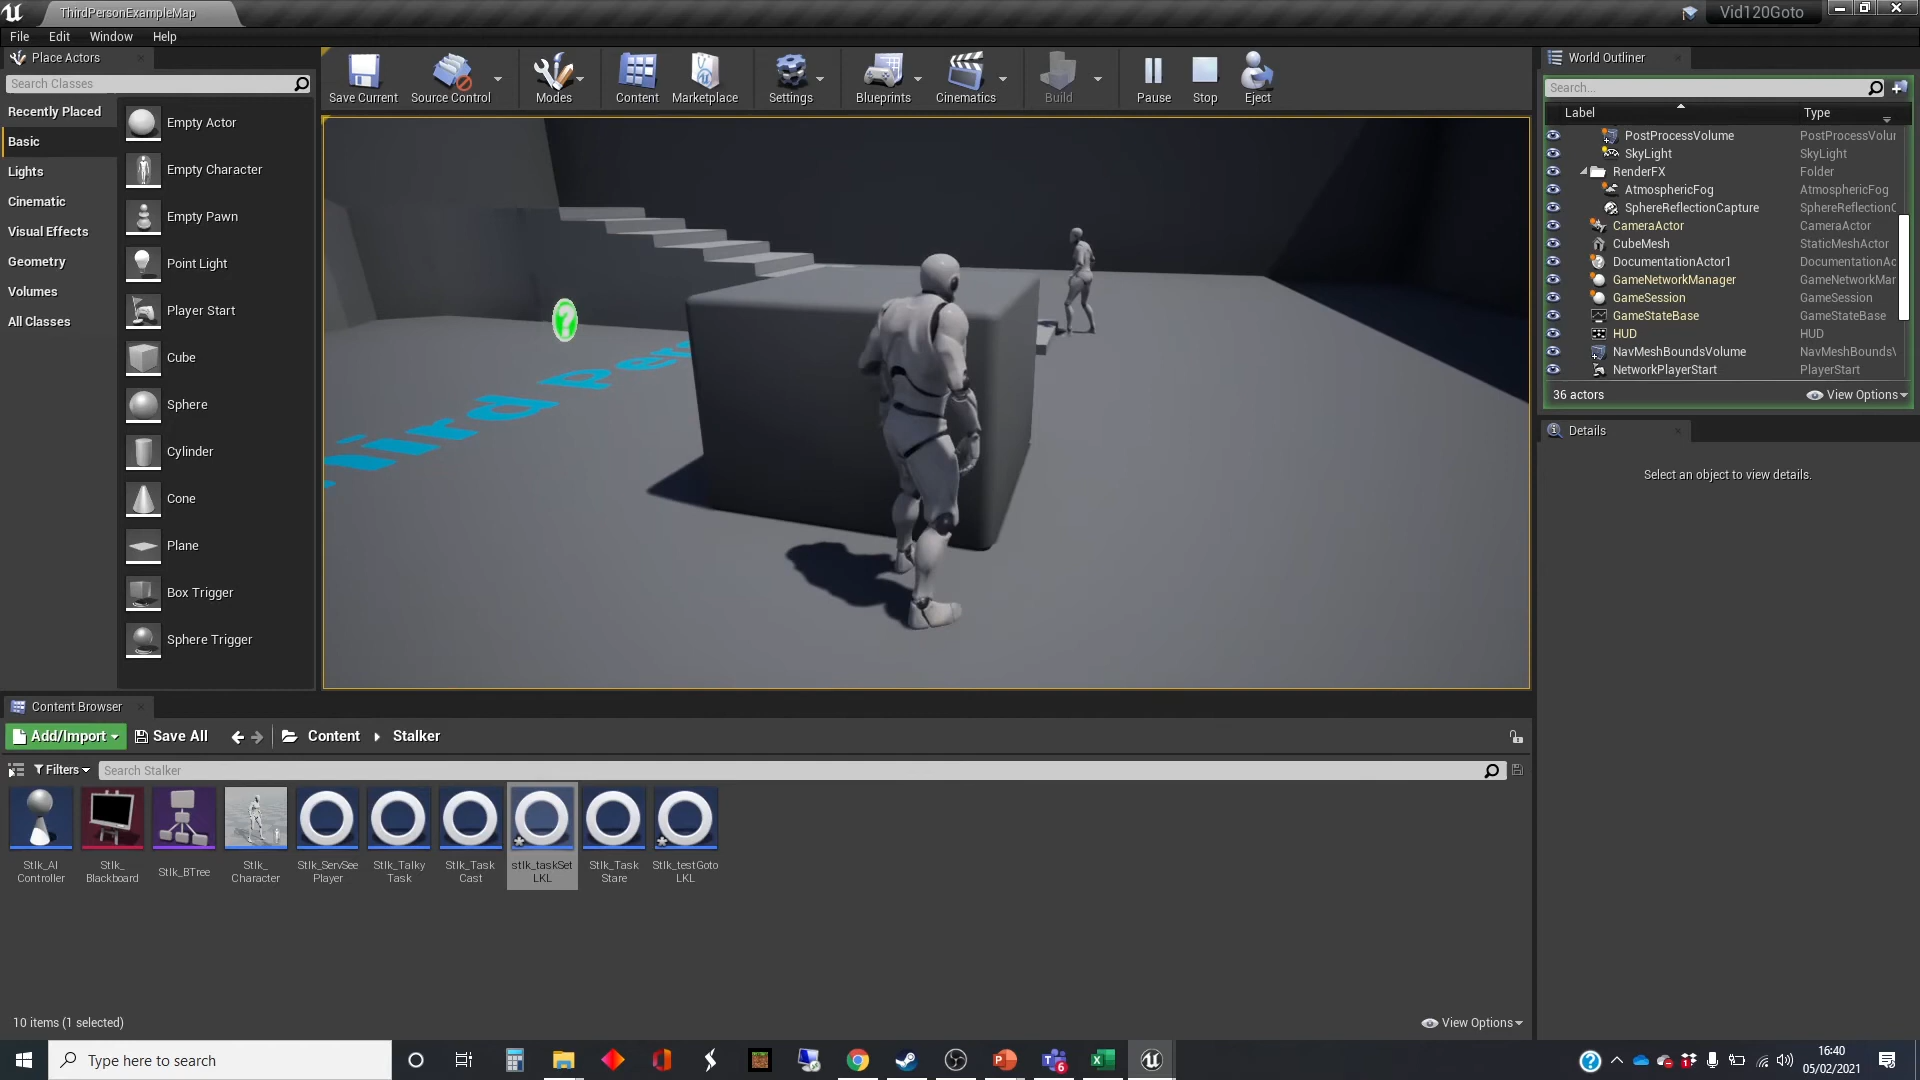 ThirdPersonExampleMap
Vid120Goto
File Edit Window Help
Place Actors
Search Classes
Recently Placed
Basic
Lights
Cinematic
Visual Effects
Geometry
Volumes
All Classes
Empty Actor
Empty Character
Empty Pawn
Point Light
Player Start
Cube
Sphere
Cylinder
Cone
Plane
Box Trigger
Sphere Trigger
Save Current
Source Control
Modes
Content
Marketplace
Settings
Blueprints
Cinematics
Build
Pause
Stop
Eject
World Outliner
Search...
Label Type
PostProcessVolume PostProcessVolur
SkyLight SkyLight
RenderFX Folder
AtmosphericFog AtmosphericFog
SphereReflectionCapture SphereReflectionC
CameraActor CameraActor
CubeMesh StaticMeshActor
DocumentationActor1 DocumentationAc
GameNetworkManager GameNetworkMar
GameSession GameSession
GameStateBase GameStateBase
HUD HUD
NavMeshBoundsVolume NavMeshBoundsV
NetworkPlayerStart PlayerStart
36 actors View Options
Details
Select an object to view details.
Content Browser
Add/Import Save All Content Stalker
Filters Search Stalker
Stlk_AI
Controller
Stlk_
Blackboard
Stlk_BTree
Stlk_
Character
Stlk_ServSee
Player
Stlk_Talky
Task
Stlk_Task
Cast
stlk_taskSet
LKL
Stlk_Task
Stare
Stlk_testGoto
LKL
10 items (1 selected) View Options
Type here to search
6
16:40
05/02/2021